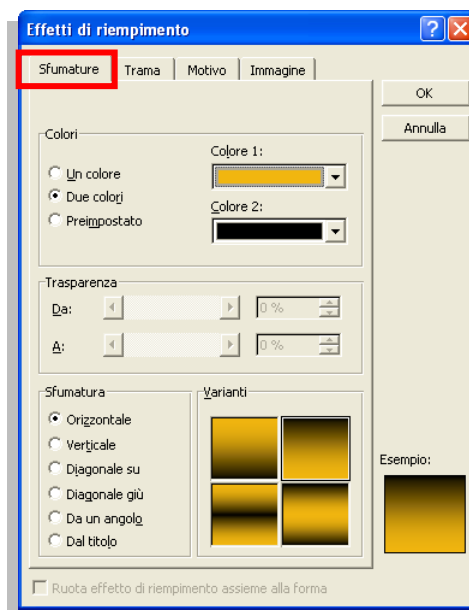 Effetti di riempimento
Sfumature Trama Motivo Immagine
OK
Annulla
Colori
Un colore
Due colori
Preimpostato
Colore 1:
Colore 2:
Trasparenza
Da: 0 %
A: 0 %
Sfumatura
Orizzontale
Verticale
Diagonale su
Diagonale giù
Da un angolo
Dal titolo
Varianti
Esempio:
Ruota effetto di riempimento assieme alla forma